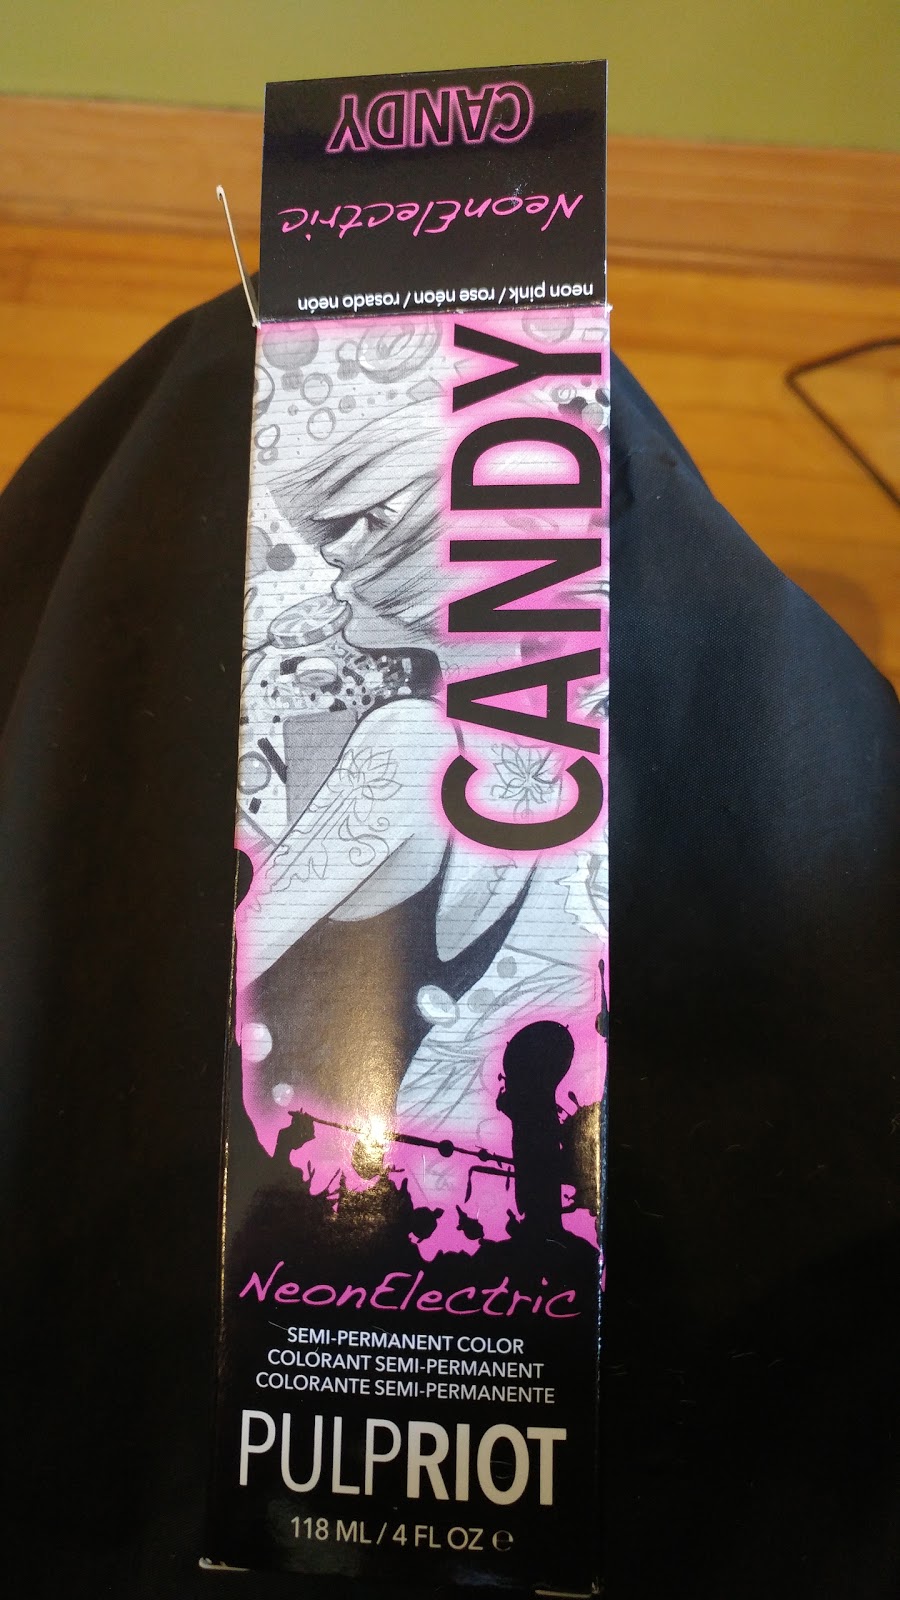 CANDY
NeonElectric
neon pink / rose néon / rosado neón
CANDY
NeonElectric
SEMI-PERMANENT COLOR
COLORANT SEMI-PERMANENT
COLORANTE SEMI-PERMANENTE
PULPRIOT
118 ML / 4 FL OZ ℮